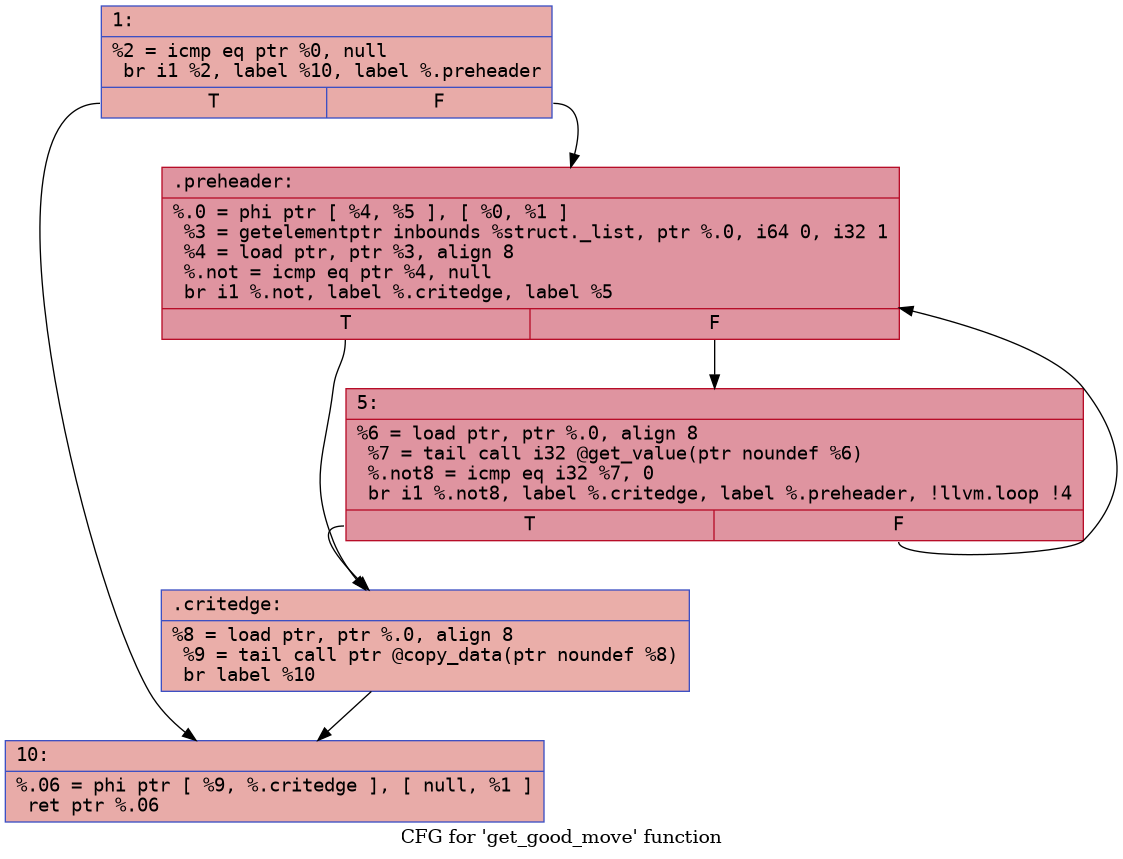 1:
%2 = icmp eq ptr %0, null
br i1 %2, label %10, label %.preheader
T F
.preheader:
%.0 = phi ptr [ %4, %5 ], [ %0, %1 ]
%3 = getelementptr inbounds %struct._list, ptr %.0, i64 0, i32 1
%4 = load ptr, ptr %3, align 8
%.not = icmp eq ptr %4, null
br i1 %.not, label %.critedge, label %5
T F
5:
%6 = load ptr, ptr %.0, align 8
%7 = tail call i32 @get_value(ptr noundef %6)
%.not8 = icmp eq i32 %7, 0
br i1 %.not8, label %.critedge, label %.preheader, !llvm.loop !4
T F
.critedge:
%8 = load ptr, ptr %.0, align 8
%9 = tail call ptr @copy_data(ptr noundef %8)
br label %10
10:
%.06 = phi ptr [ %9, %.critedge ], [ null, %1 ]
ret ptr %.06
CFG for 'get_good_move' function